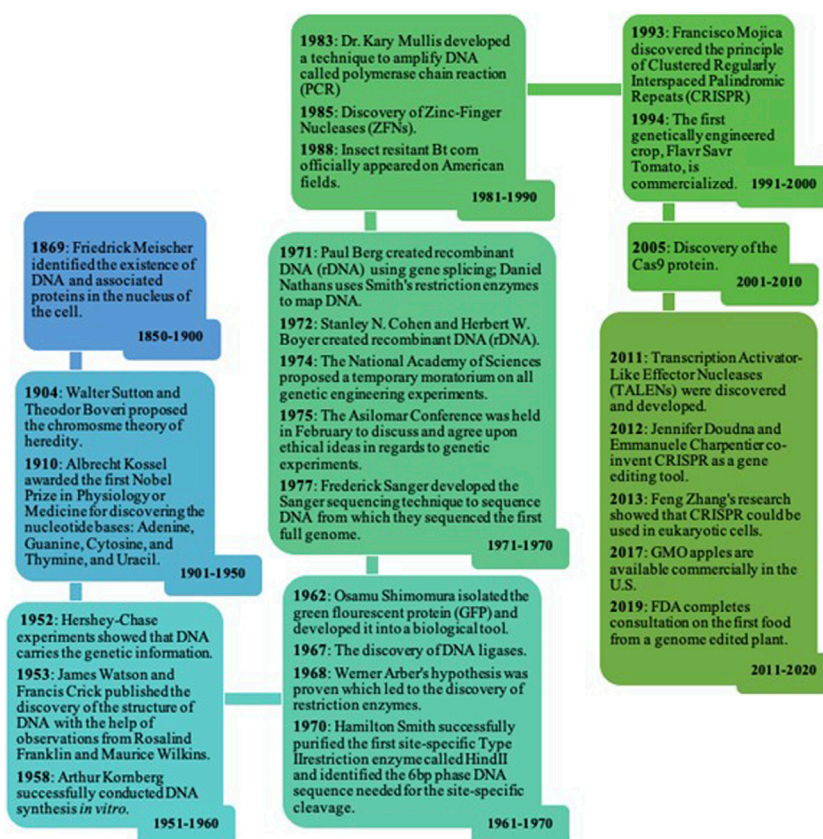 1869: Friedrick Meischer
identified the existence of
DNA and associated
proteins in the nucleus of
the cell.
1850-1900
1904: Walter Sutton and
Theodor Boveri proposed
the chromsme theory of
heredity.
1910: Albrecht Kossel
awarded the first Nobel
Prize in Physiology or
Medicine for discovering the
nucleotide bases: Adenine,
Guanine, Cytosine, and
Thymine, and Uracil.
1901-1950
1952: Hershey-Chase
experiments showed that DNA
carries the genetic information.
1953: James Watson and
Francis Crick published the
discovery of the structure of
DNA with the help of
observations from Rosalind
Franklin and Maurice Wilkins.
1958: Arthur Kornberg
successfully conducted DNA
synthesis in vitro.
1951-1960
1962: Osamu Shimomura isolated the
green flourescent protein (GFP) and
developed it into a biological tool.
1967: The discovery of DNA ligases.
1968: Werner Arber's hypothesis was
proven which led to the discovery of
restriction enzymes.
1970: Hamilton Smith successfully
purified the first site-specific Type
IIrestriction enzyme called HindII
and identified the 6bp phase DNA
sequence needed for the site-specific
cleavage.
1961-1970
1971: Paul Berg created recombinant
DNA (rDNA) using gene splicing; Daniel
Nathans uses Smith's restriction enzymes
to map DNA.
1972: Stanley N. Cohen and Herbert W.
Boyer created recombinant DNA (rDNA).
1974: The National Academy of Sciences
proposed a temporary moratorium on all
genetic engineering experiments.
1975: The Asilomar Conference was held
in February to discuss and agree upon
ethical ideas in regards to genetic
experiments.
1977: Frederick Sanger developed the
Sanger sequencing technique to sequence
DNA from which they sequenced the first
full genome.
1971-1970
1983: Dr. Kary Mullis developed
a technique to amplify DNA
called polymerase chain reaction
(PCR)
1985: Discovery of Zinc-Finger
Nucleases (ZFNs).
1988: Insect resitant Bt corn
officially appeared on American
fields.
1981-1990
1993: Francisco Mojica
discovered the principle of
Clustered Regularly
Interspaced Palindromic
Repeats (CRISPR)
1994: The first
genetically engineered
crop, Flavr Savr
Tomato, is
commercialized.
1991-2000
2005: Discovery of the
Cas9 protein.
2001-2010
2011: Transcription Activator-
Like Effector Nucleases
(TALENs) were discovered
and developed.
2012: Jennifer Doudna and
Emmanuele Charpentier co-
invent CRISPR as a gene
editing tool.
2013: Feng Zhang's research
showed that CRISPR could be
used in eukaryotic cells.
2017: GMO apples are
available commercially in the
U.S.
2019: FDA completes
consultation on the first food
from a genome edited plant.
2011-2020